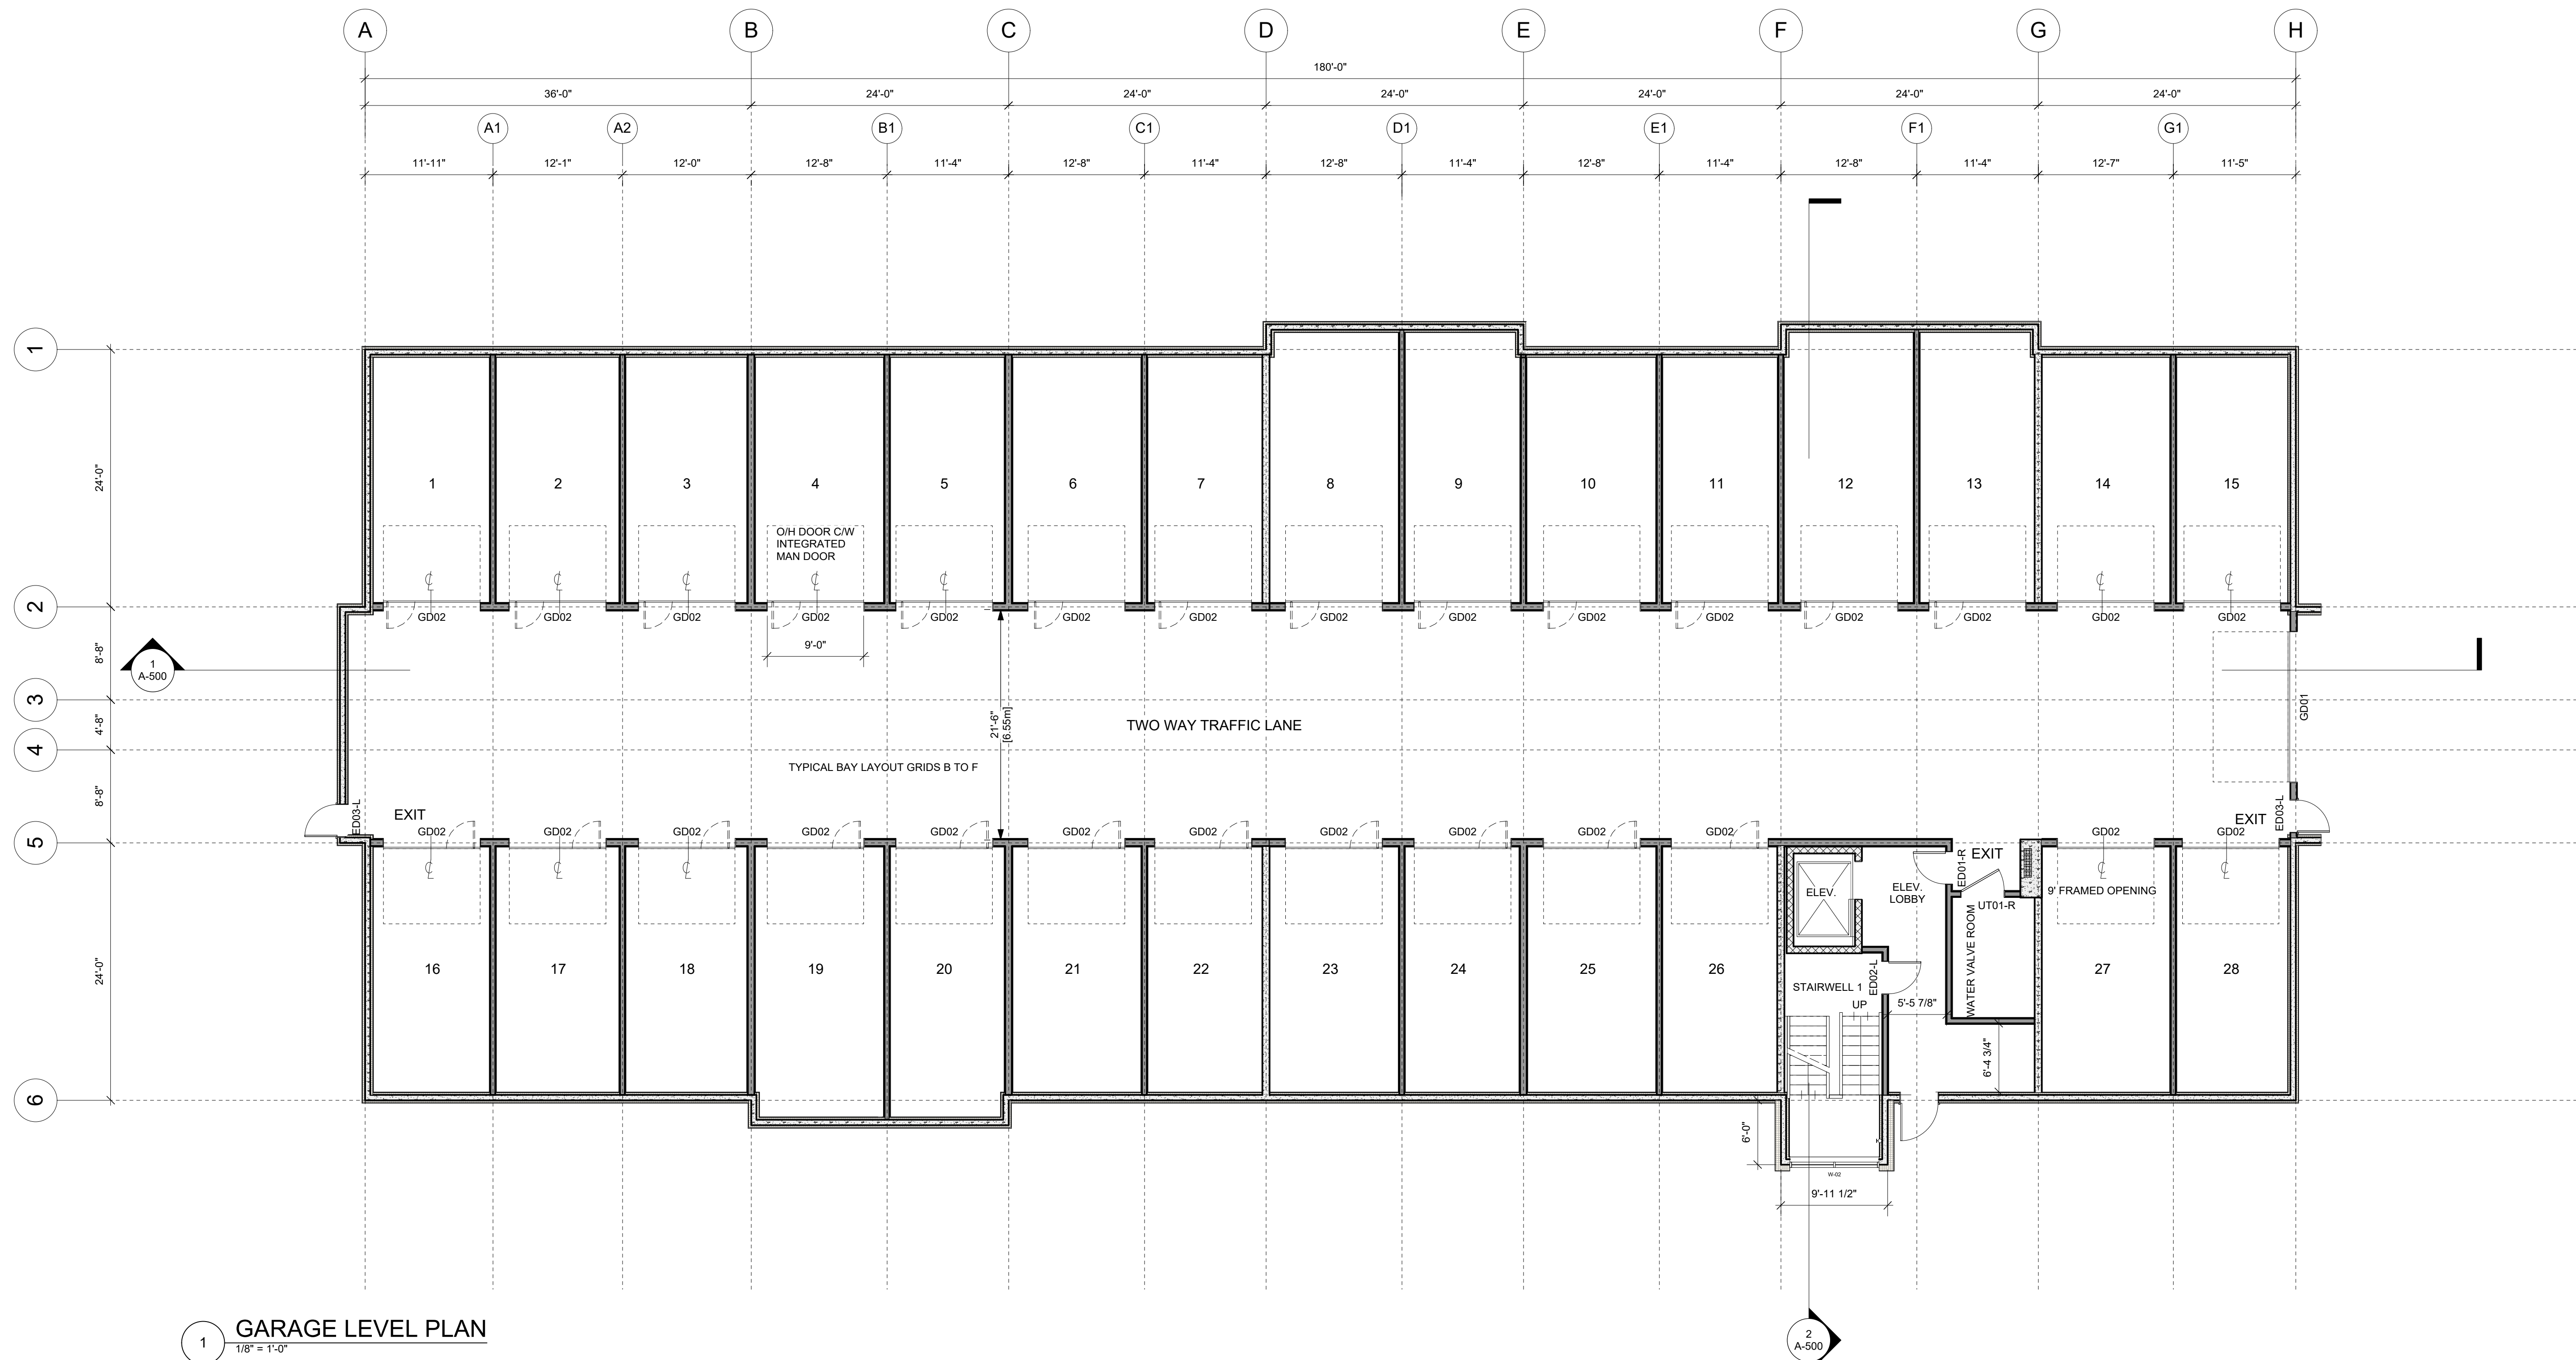 A B C D E F G H
180'-0"
36'-0" 24'-0" 24'-0" 24'-0" 24'-0" 24'-0" 24'-0"
A1 A2 B1 C1 D1 E1 F1 G1
11'-11" 12'-1" 12'-0" 12'-8" 11'-4" 12'-8" 11'-4" 12'-8" 11'-4" 12'-8" 11'-4" 12'-8" 11'-4" 12'-7" 11'-5"
1
24'-0"
1 2 3 4 5 6 7 8 9 10 11 12 13 14 15
O/H DOOR C/W
INTEGRATED
MAN DOOR
2
GD02 GD02 GD02 GD02 GD02 GD02 GD02 GD02 GD02 GD02 GD02 GD02 GD02 GD02 GD02
9'-0"
8'-8"
1
A-500
3
4'-8"
21'-6"
[6.55m]
TWO WAY TRAFFIC LANE
GD01
4
TYPICAL BAY LAYOUT GRIDS B TO F
8'-8"
ED03-L
EXIT
EXIT
ED03-L
GD02 GD02 GD02 GD02 GD02 GD02 GD02 GD02 GD02 GD02 GD02 GD02 GD02
5
ED01-R
EXIT
ELEV.
ELEV.
LOBBY
UT01-R
9' FRAMED OPENING
WATER VALVE ROOM
24'-0"
16 17 18 19 20 21 22 23 24 25 26 27 28
STAIRWELL 1
ED02-L
UP
5'-5 7/8"
6'-4 3/4"
6
6'-0"
W-02
9'-11 1/2"
1
GARAGE LEVEL PLAN
1/8" = 1'-0"
2
A-500